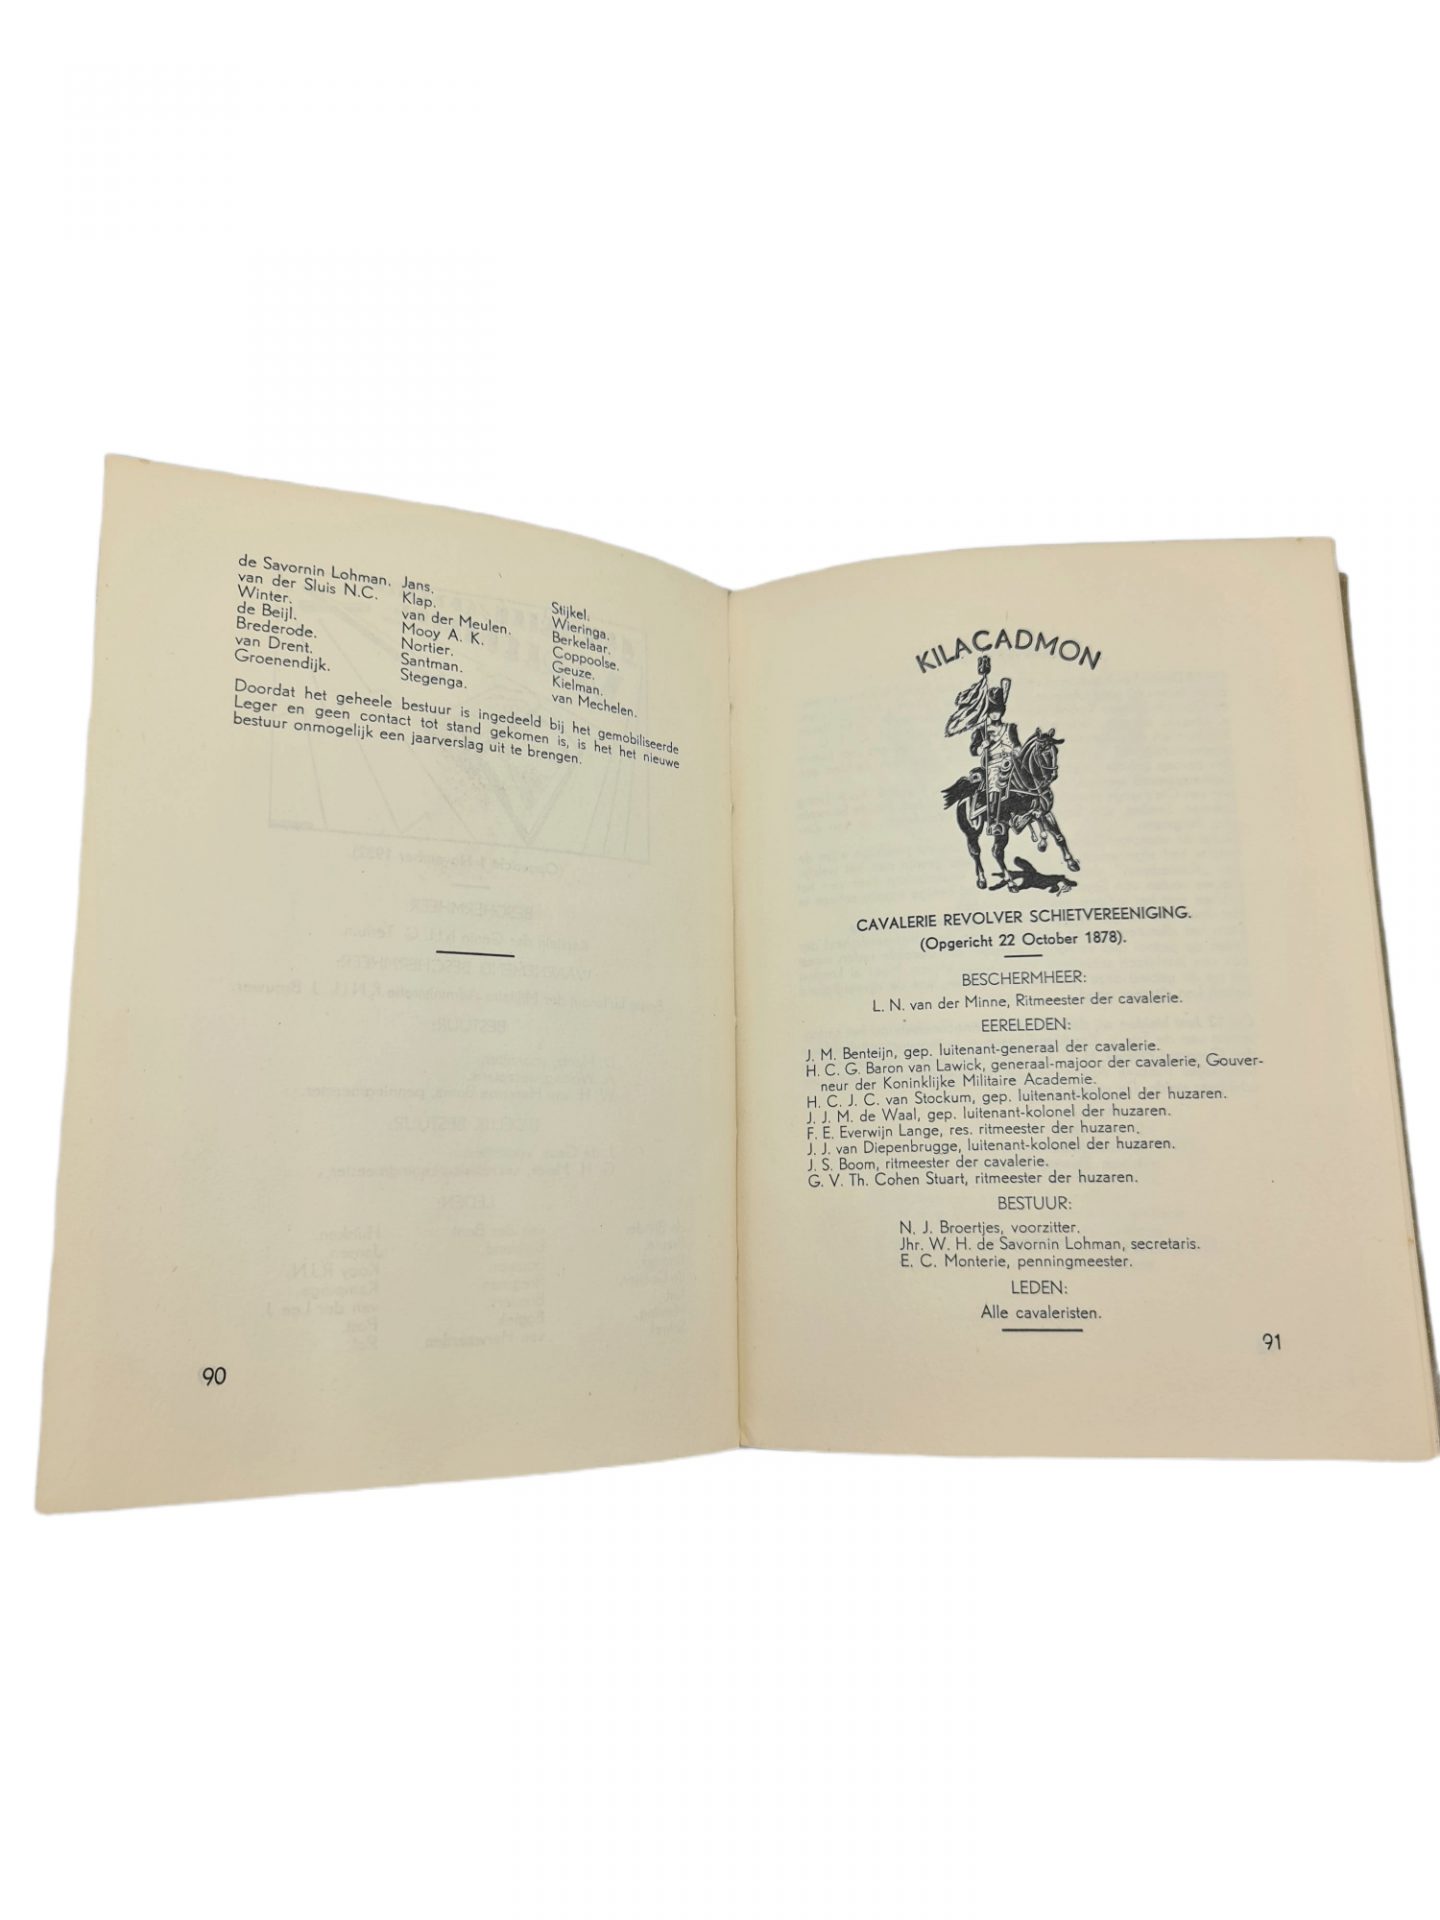 de Savornin Lohman. Jans. Stijkel.
van der Sluis N.C. Klap. Wieringa.
Winter. van der Meulen. Berkelaar.
de Beijl. Mooy A. K. Coppoolse.
Brederode. Nortier. Geuze.
van Drent. Santman. Kielman.
Groenendijk. Stegenga. van Mechelen.
Doordat het geheele bestuur is ingedeeld bij het gemobiliseerde
Leger en geen contact tot stand gekomen is, is het het nieuwe
bestuur onmogelijk een jaarverslag uit te brengen.
90
KILACADMON
CAVALERIE REVOLVER SCHIETVEREENIGING.
(Opgericht 22 October 1878).
BESCHERMHEER:
L. N. van der Minne, Ritmeester der cavalerie.
EERELEDEN:
J. M. Benteijn, gep. luitenant-generaal der cavalerie.
H. C. G. Baron van Lawick, generaal-majoor der cavalerie, Gouver-
neur der Koninklijke Militaire Academie.
H. C. J. C. van Stockum, gep. luitenant-kolonel der huzaren.
J. J. M. de Waal, gep. luitenant-kolonel der huzaren.
F. E. Everwijn Lange, res. ritmeester der huzaren.
J. J. van Diepenbrugge, luitenant-kolonel der huzaren.
J. S. Boom, ritmeester der cavalerie.
G. V. Th. Cohen Stuart, ritmeester der huzaren.
BESTUUR:
N. J. Broertjes, voorzitter.
Jhr. W. H. de Savornin Lohman, secretaris.
E. C. Monterie, penningmeester.
LEDEN:
Alle cavaleristen.
91